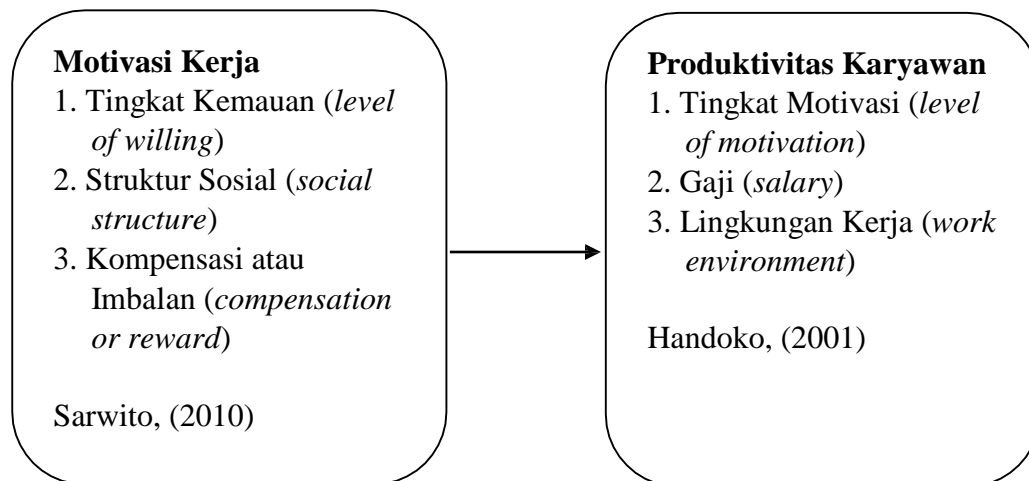 Motivasi Kerja
1. Tingkat Kemauan (level
of willing)
2. Struktur Sosial (social
structure)
3. Kompensasi atau
Imbalan (compensation
or reward)
Sarwito, (2010)
Produktivitas Karyawan
1. Tingkat Motivasi (level
of motivation)
2. Gaji (salary)
3. Lingkungan Kerja (work
environment)
Handoko, (2001)